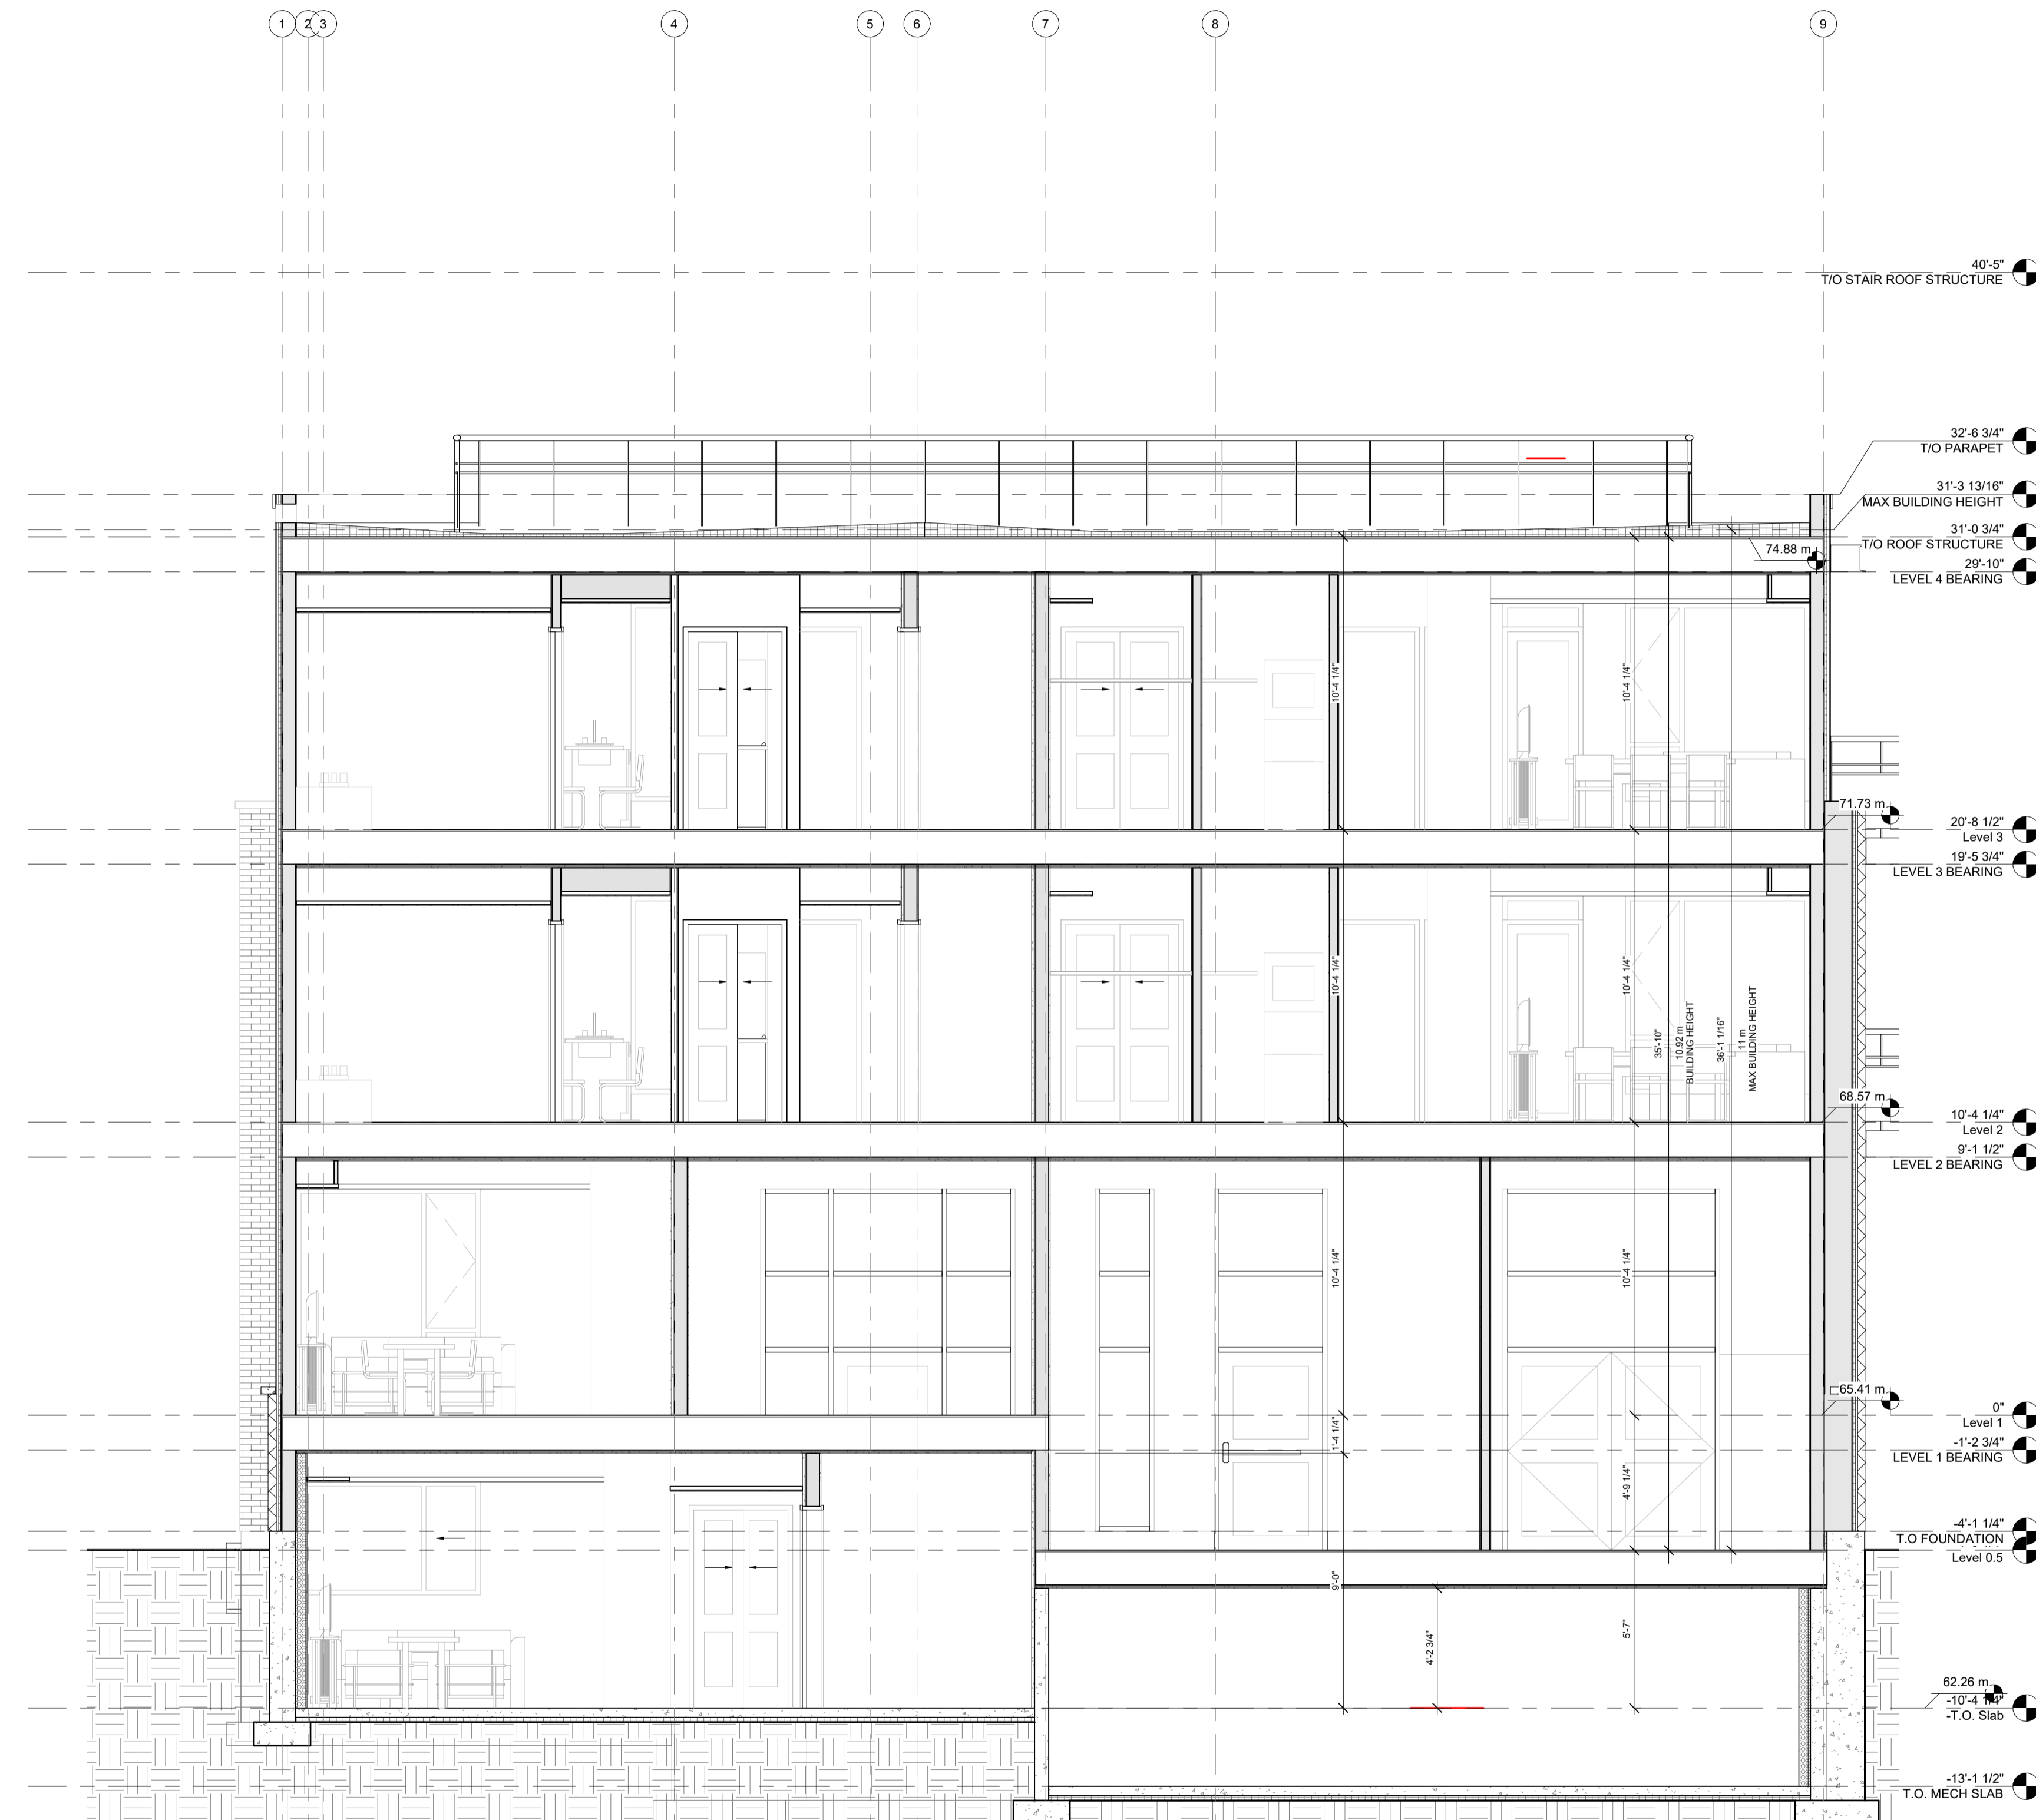 1
2
3
4
5
6
7
8
9
40'-5"
T/O STAIR ROOF STRUCTURE
32'-6 3/4"
T/O PARAPET
31'-3 13/16"
MAX BUILDING HEIGHT
31'-0 3/4"
T/O ROOF STRUCTURE
74.88 m
29'-10"
LEVEL 4 BEARING
10'-4 1/4"
10'-4 1/4"
71.73 m
20'-8 1/2"
Level 3
19'-5 3/4"
LEVEL 3 BEARING
10'-4 1/4"
10'-4 1/4"
35'-10"
10.92 m
BUILDING HEIGHT
36'-1 1/16"
11 m
MAX BUILDING HEIGHT
68.57 m
10'-4 1/4"
Level 2
9'-1 1/2"
LEVEL 2 BEARING
10'-4 1/4"
10'-4 1/4"
65.41 m
0"
Level 1
1'-4 1/4"
-1'-2 3/4"
LEVEL 1 BEARING
4'-9 1/4"
-4'-1 1/4"
T.O FOUNDATION
Level 0.5
9'-0"
4'-2 3/4"
5'-7"
62.26 m
-10'-4 1/4"
-T.O. Slab
-13'-1 1/2"
T.O. MECH SLAB